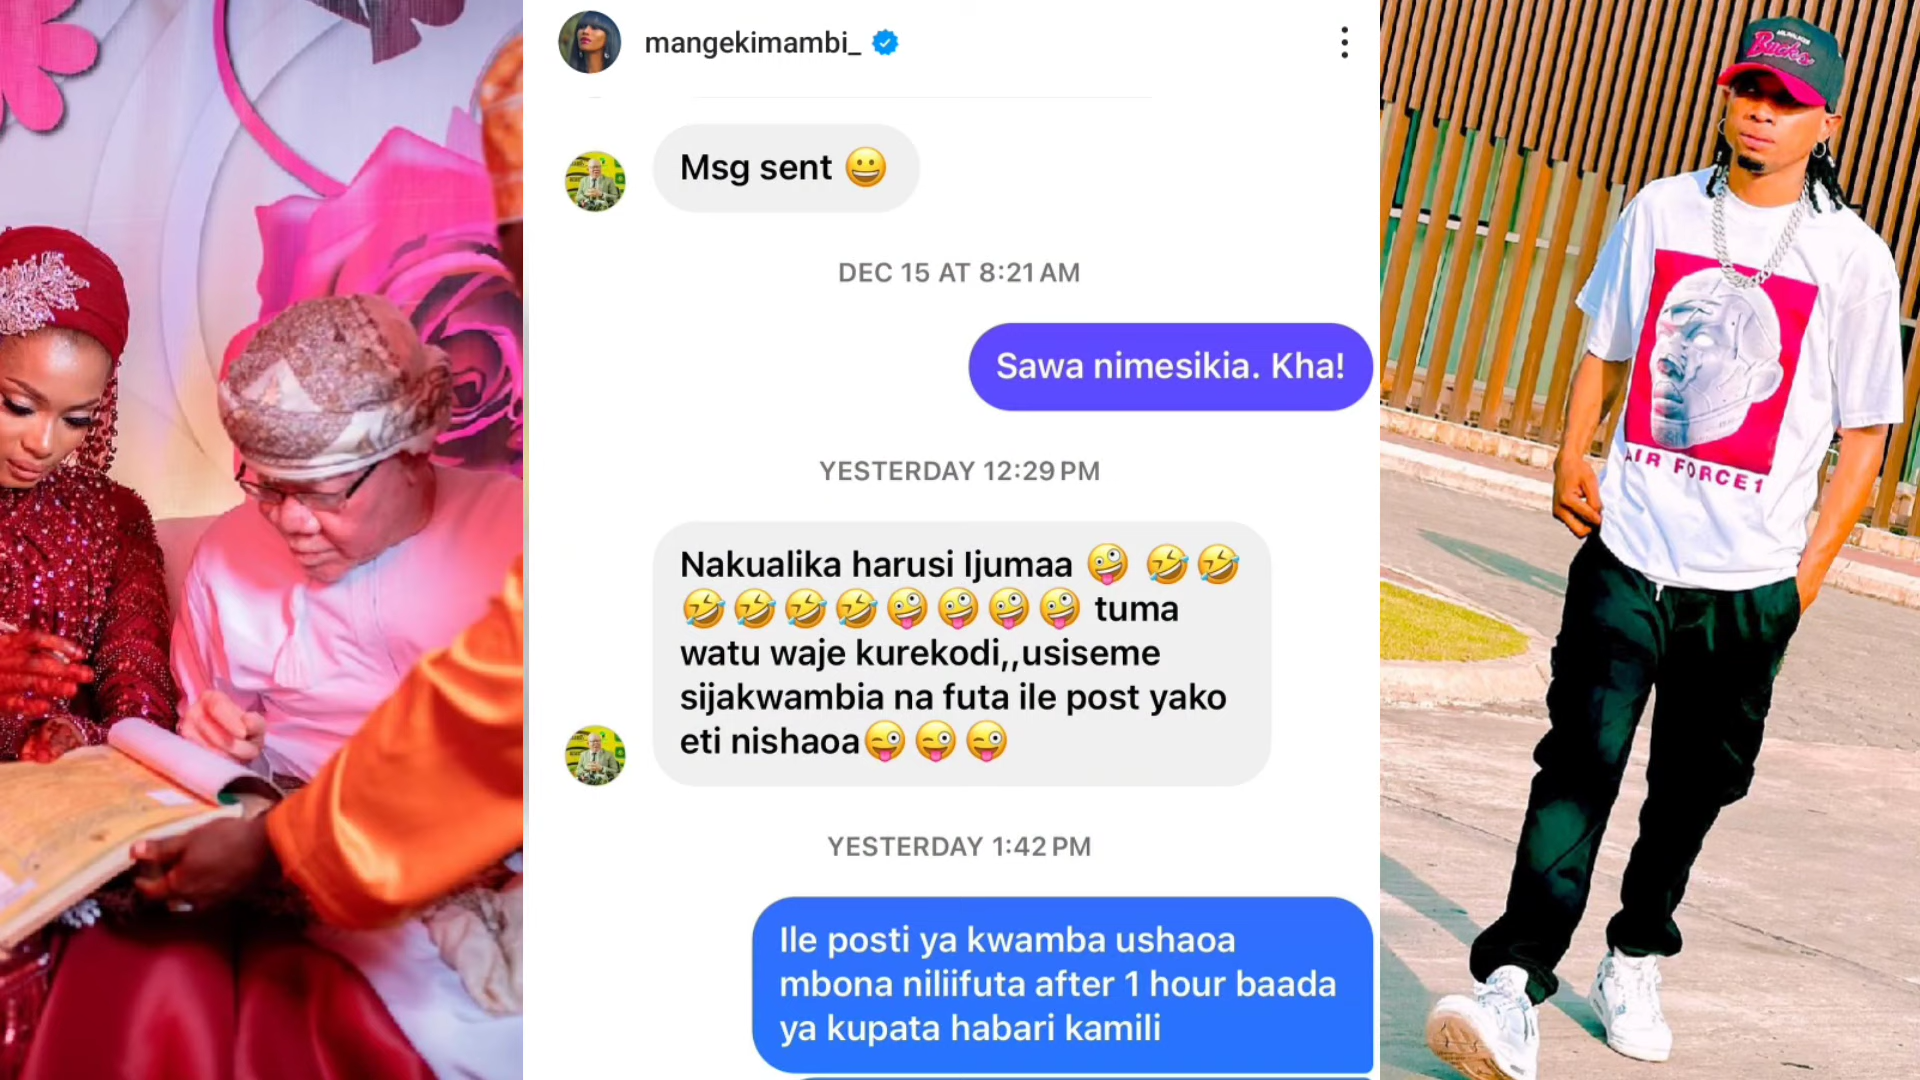 mangekimambi_
Msg sent 😀
DEC 15 AT 8:21 AM
Sawa nimesikia. Kha!
YESTERDAY 12:29 PM
Nakualika harusi Ijumaa 🤪 🤣🤣
🤣🤣🤣🤣🤪🤪🤪🤪 tuma
watu waje kurekodi,,usiseme
sijakwambia na futa ile post yako
eti nishaoa😜😜😜
YESTERDAY 1:42 PM
Ile posti ya kwamba ushaoa
mbona niliifuta after 1 hour baada
ya kupata habari kamili
Bucks
AIR FORCE 1